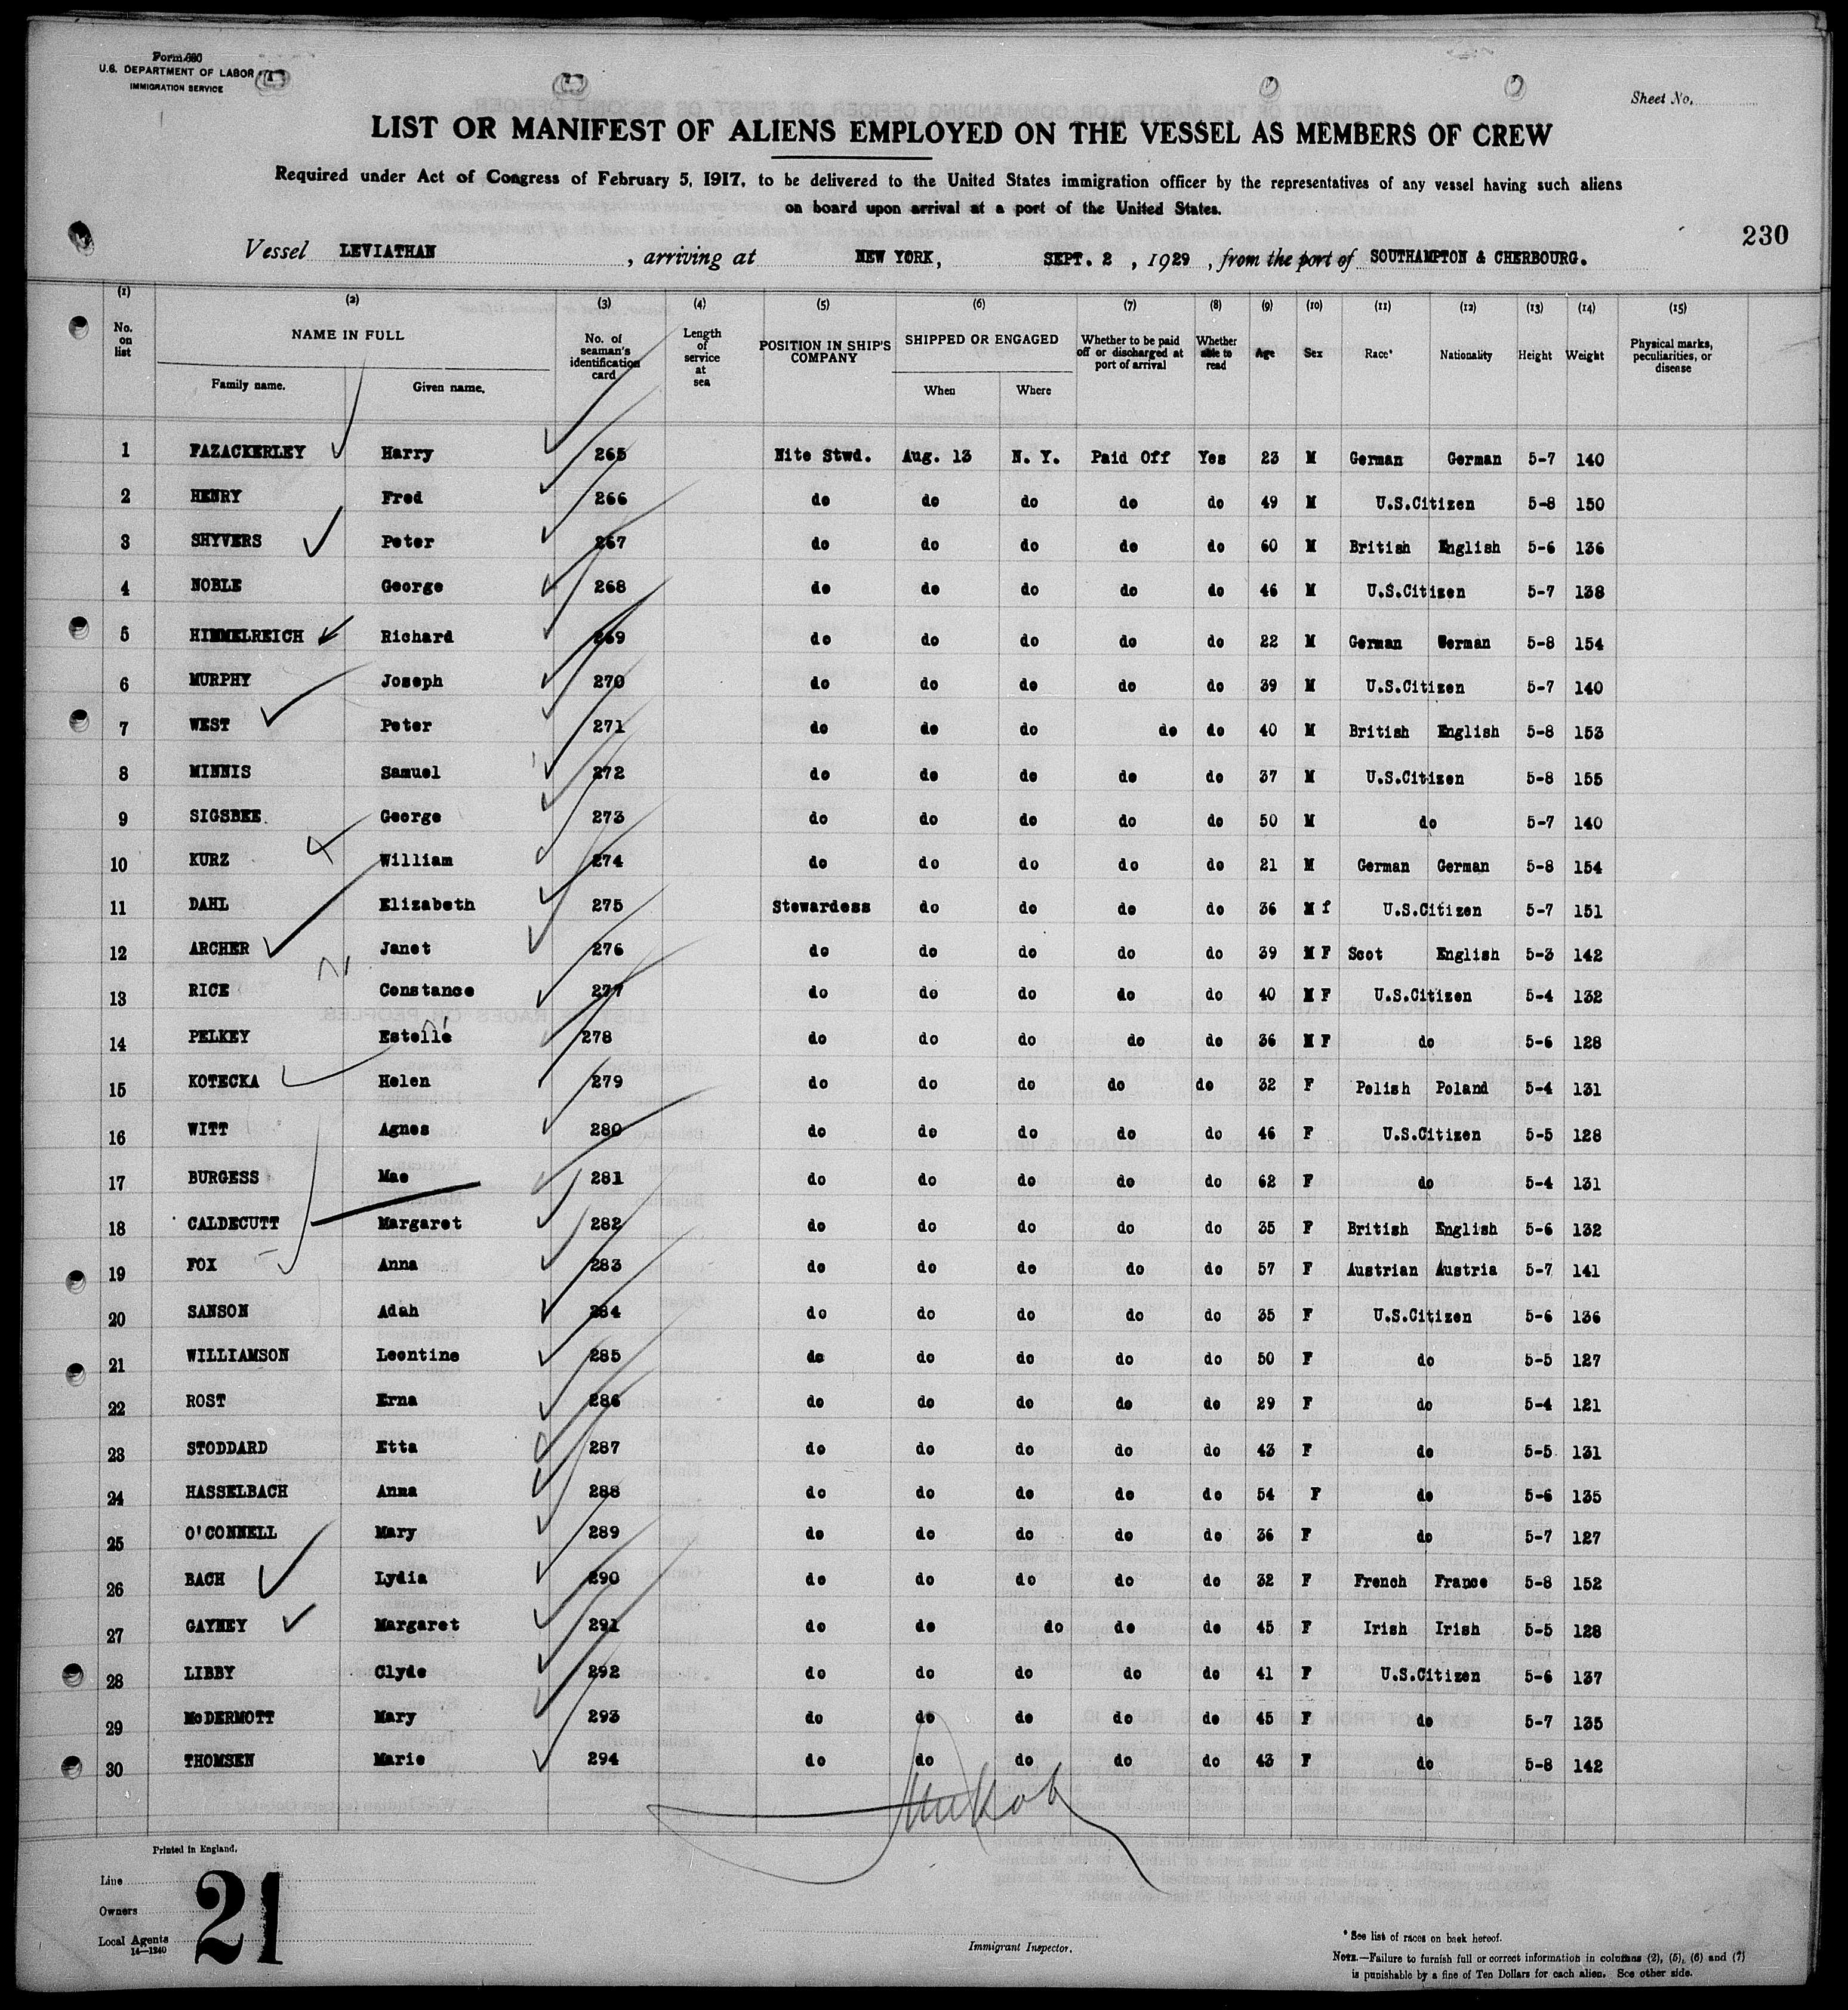 Form 680
U.S. DEPARTMENT OF LABOR
IMMIGRATION SERVICE
Sheet No.
LIST OR MANIFEST OF ALIENS EMPLOYED ON THE VESSEL AS MEMBERS OF CREW
Required under Act of Congress of February 5, 1917, to be delivered to the United States immigration officer by the representatives of any vessel having such aliens
on board upon arrival at a port of the United States.
230
Vessel LEVIATHAN , arriving at NEW YORK, SEPT. 2 , 1929 , from the port of SOUTHAMPTON & CHERBOURG.
(1) (2) (3) (4) (5) (6) (7) (8) (9) (10) (11) (12) (13) (14) (15)
No. on list NAME IN FULL Family name. Given name. No. of seaman's identification card Length of service at sea POSITION IN SHIP'S COMPANY SHIPPED OR ENGAGED When Where Whether to be paid off or discharged at port of arrival Whether able to read Age Sex Race* Nationality Height Weight Physical marks, peculiarities, or disease
1 FAZACKERLEY Harry 265 Nite Stwd. Aug. 13 N. Y. Paid Off Yes 23 M German German 5-7 140
2 HENRY Fred 266 do do do do do 49 M U.S.Citizen 5-8 150
3 SHYVERS Peter 267 do do do do do 60 M British English 5-6 136
4 NOBLE George 268 do do do do do 46 M U.S.Citizen 5-7 138
5 HIMMELREICH Richard 269 do do do do do 22 M German German 5-8 154
6 MURPHY Joseph 270 do do do do do 39 M U.S.Citizen 5-7 140
7 WEST Peter 271 do do do do do 40 M British English 5-8 153
8 MINNIS Samuel 272 do do do do do 37 M U.S.Citizen 5-8 155
9 SIGSBEE. George 273 do do do do do 50 M do 5-7 140
10 KURZ William 274 do do do do do 21 M German German 5-8 154
11 DAHL Elizabeth 275 Stewardess do do do do 36 M f U.S.Citizen 5-7 151
12 ARCHER Janet 276 do do do do do 39 M F Scot English 5-3 142
13 RICE Constance 277 do do do do do 40 M F U.S.Citizen 5-4 132
14 PELKEY Estelle 278 do do do do do 36 M F do 5-6 128
15 KOTECKA Helen 279 do do do do do 32 F Polish Poland 5-4 131
16 WITT Agnes 280 do do do do do 46 F U.S.Citizen 5-5 128
17 BURGESS Mae 281 do do do do do 62 F do 5-4 131
18 CALDECUTT Margaret 282 do do do do do 35 F British English 5-6 132
19 FOX Anna 283 do do do do do 57 F Austrian Austria 5-7 141
20 SANSON Adah 284 do do do do do 35 F U.S.Citizen 5-6 136
21 WILLIAMSON Leontine 285 do do do do do 50 F do 5-5 127
22 ROST Erna 286 do do do do do 29 F do 5-4 121
23 STODDARD Etta 287 do do do do do 43 F do 5-5 131
24 HASSELBACH Anna 288 do do do do do 54 F do 5-6 135
25 O'CONNELL Mary 289 do do do do do 36 F do 5-7 127
26 BACH Lydia 290 do do do do do 32 F French France 5-8 152
27 GAYNEY Margaret 291 do do do do do 45 F Irish Irish 5-5 128
28 LIBBY Clyde 292 do do do do do 41 F U.S.Citizen 5-6 137
29 McDERMOTT Mary 293 do do do do do 45 F do 5-7 135
30 THOMSEN Marie 294 do do do do do 43 F do 5-8 142
Printed in England.
Line
Owners
Local Agents
14—1240
21
Immigrant Inspector.
* See list of races on back hereof.
NOTE.—Failure to furnish full or correct information in columns (2), (5), (6) and (7)
is punishable by a fine of Ten Dollars for each alien. See other side.